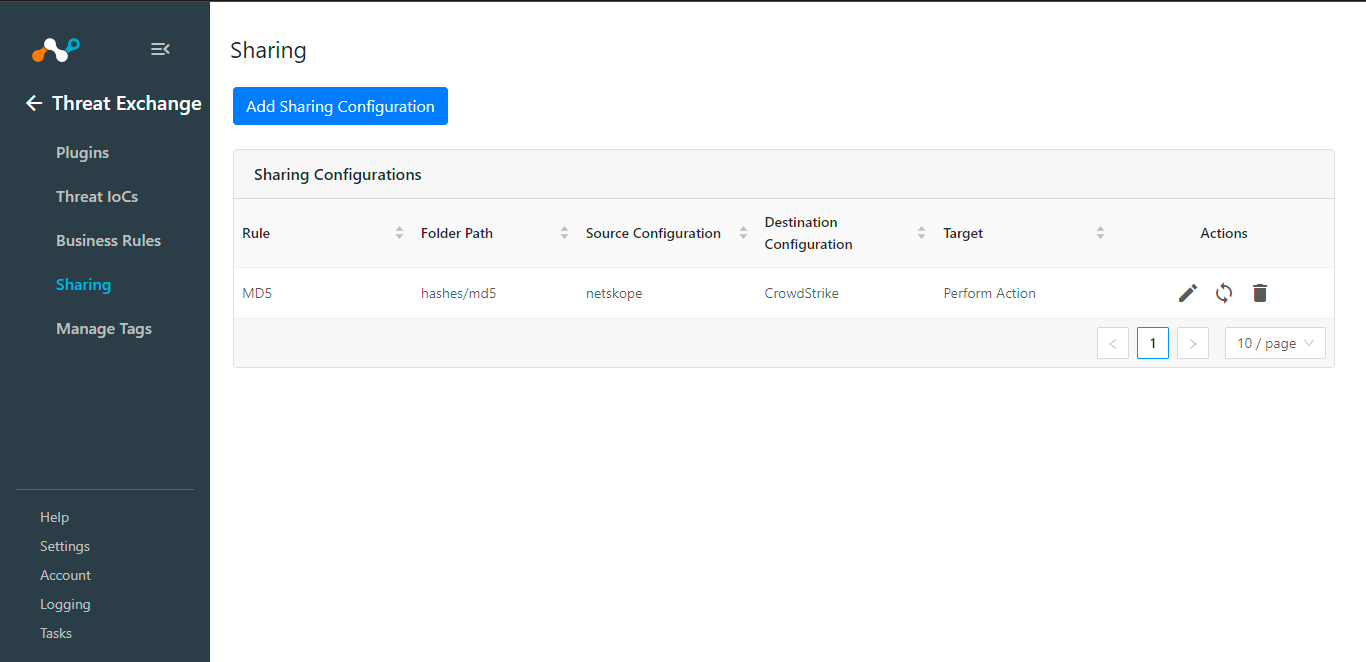 Threat Exchange
Plugins
Threat IoCs
Business Rules
Sharing
Manage Tags
Help
Settings
Account
Logging
Tasks
Sharing
Add Sharing Configuration
Sharing Configurations
Rule Folder Path Source Configuration Destination Configuration Target Actions
MD5 hashes/md5 netskope CrowdStrike Perform Action
< 1 > 10 / page